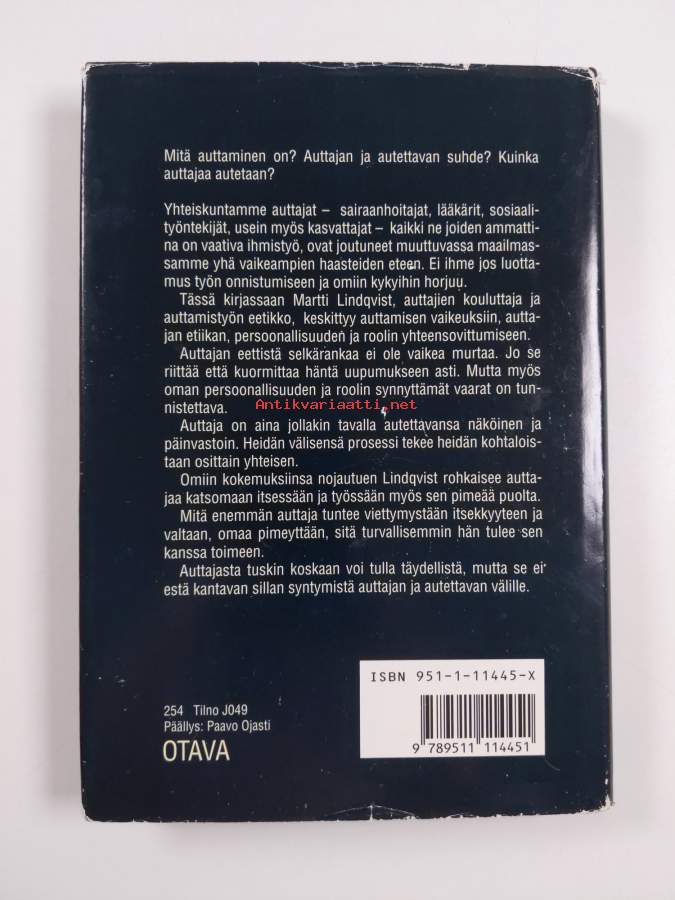 Mitä auttaminen on? Auttajan ja autettavan suhde? Kuinka
auttajaa autetaan?
Yhteiskuntamme auttajat – sairaanhoitajat, lääkärit, sosiaali-
työntekijät, usein myös kasvattajat – kaikki ne joiden ammatti-
na on vaativa ihmistyö, ovat joutuneet muuttuvassa maailmas-
samme yhä vaikeampien haasteiden eteen. Ei ihme jos luotta-
mus työn onnistumiseen ja omiin kykyihin horjuu.
Tässä kirjassaan Martti Lindqvist, auttajien kouluttaja ja
auttamistyön eetikko, keskittyy auttamisen vaikeuksiin, autta-
jan etiikan, persoonallisuuden ja roolin yhteensovittumiseen.
Auttajan eettistä selkärankaa ei ole vaikea murtaa. Jo se
riittää että kuormittaa häntä uupumukseen asti. Mutta myös
oman persoonallisuuden ja roolin synnyttämät vaarat on tun-
nistettava.
Antikvariaatti.net
Auttaja on aina jollakin tavalla autettavansa näköinen ja
päinvastoin. Heidän välisensä prosessi tekee heidän kohtalois-
taan osittain yhteisen.
Omiin kokemuksiinsa nojautuen Lindqvist rohkaisee autta-
jaa katsomaan itsessään ja työssään myös sen pimeää puolta.
Mitä enemmän auttaja tuntee viettymystään itsekkyyteen ja
valtaan, omaa pimeyttään, sitä turvallisemmin hän tulee sen
kanssa toimeen.
Auttajasta tuskin koskaan voi tulla täydellistä, mutta se ei
estä kantavan sillan syntymistä auttajan ja autettavan välille.
ISBN 951-1-11445-X
9 789511 114451
254 Tilno J049
Päällys: Paavo Ojasti
OTAVA